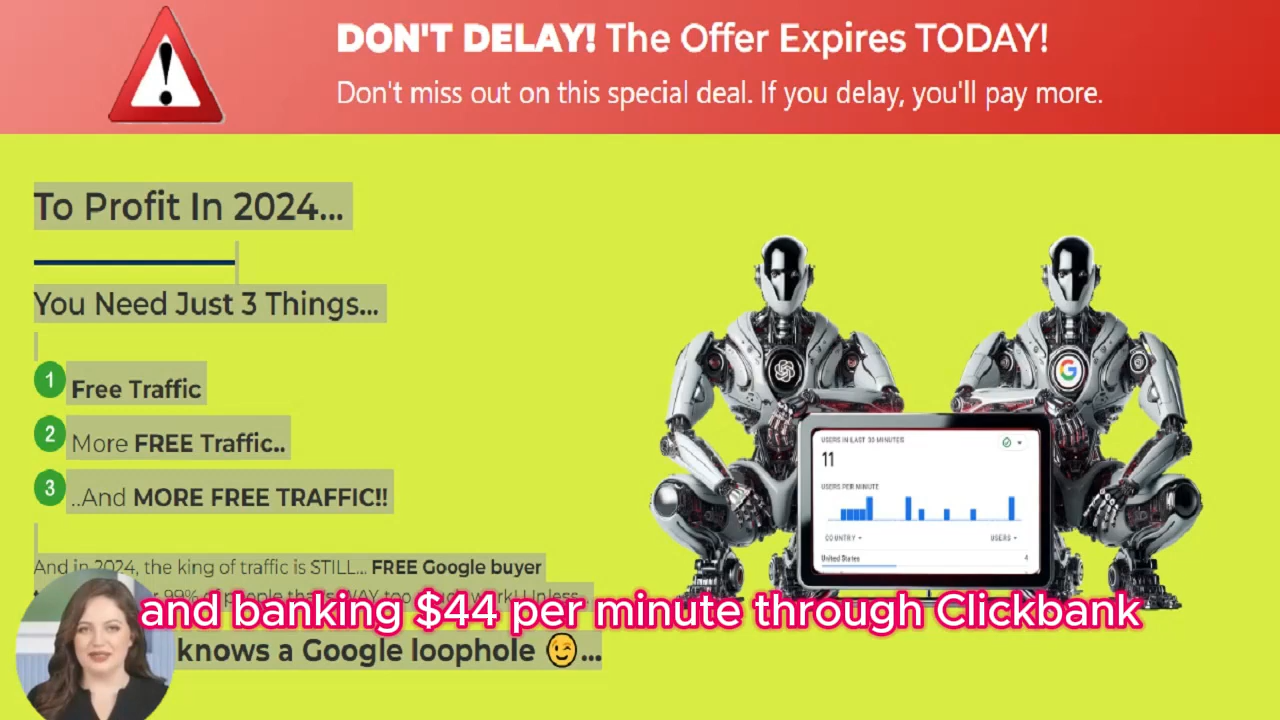 DON'T DELAY! The Offer Expires TODAY!
Don't miss out on this special deal. If you delay, you'll pay more.
To Profit In 2024...
You Need Just 3 Things...
1 Free Traffic
2 More FREE Traffic..
3 ..And MORE FREE TRAFFIC!!
And in 2024, the king of traffic is STILL... FREE Google buyer
and banking $44 per minute through Clickbank
knows a Google loophole 😉...
USERS IN LAST 30 MINUTES
11
USERS PER MINUTE
COUNTRY
USERS
United States 4